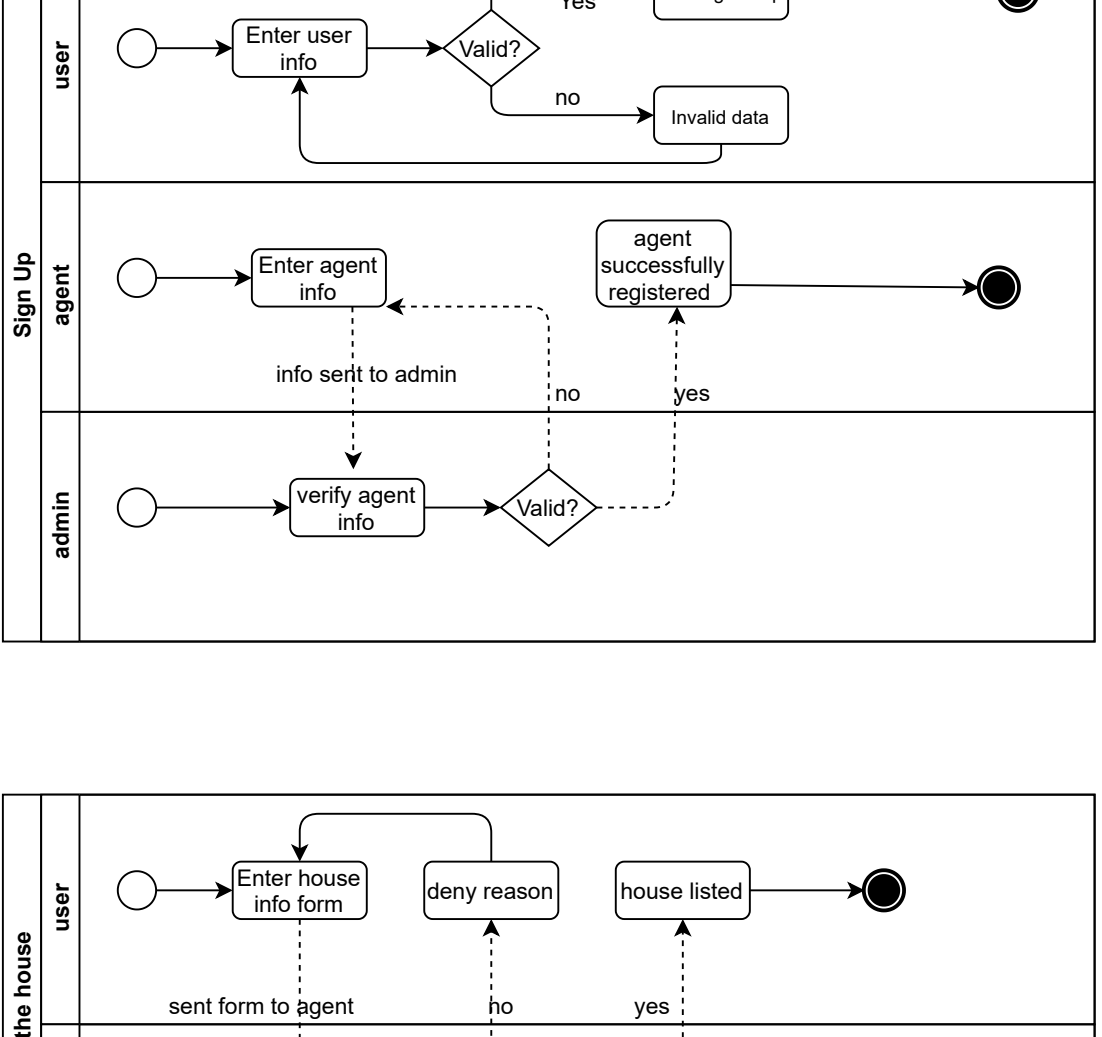 Yes
user
Enter user
info
Valid?
no
Invalid data
Sign Up
agent
Enter agent
info
agent
successfully
registered
info sent to admin
no
yes
admin
verify agent
info
Valid?
the house
user
Enter house
info form
deny reason
house listed
sent form to agent
no
yes